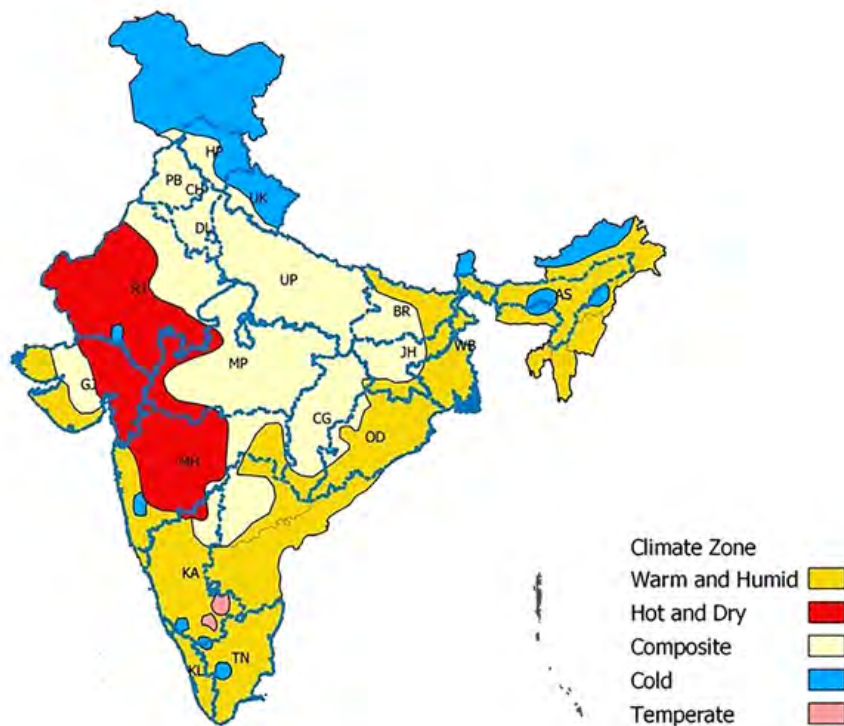 HP
PB
CH
UK
DL
RJ
UP
AS
BR
WB
JH
MP
GJ
CG
OD
MH
KA
KL
TN
Climate Zone
Warm and Humid
Hot and Dry
Composite
Cold
Temperate